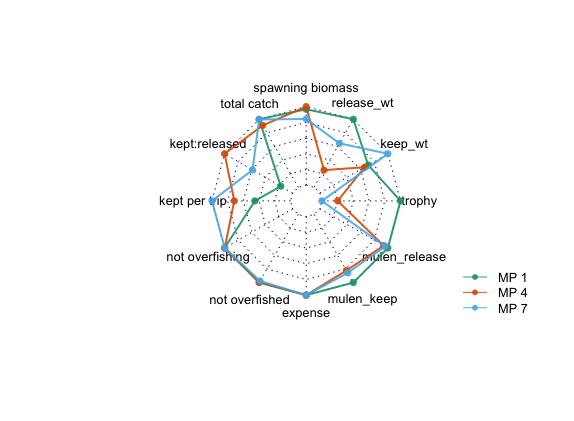 spawning biomass
total catch
release_wt
kept:released
keep_wt
kept per trip
trophy
not overfishing
mulen_release
not overfished
mulen_keep
expense
MP 1
MP 4
MP 7